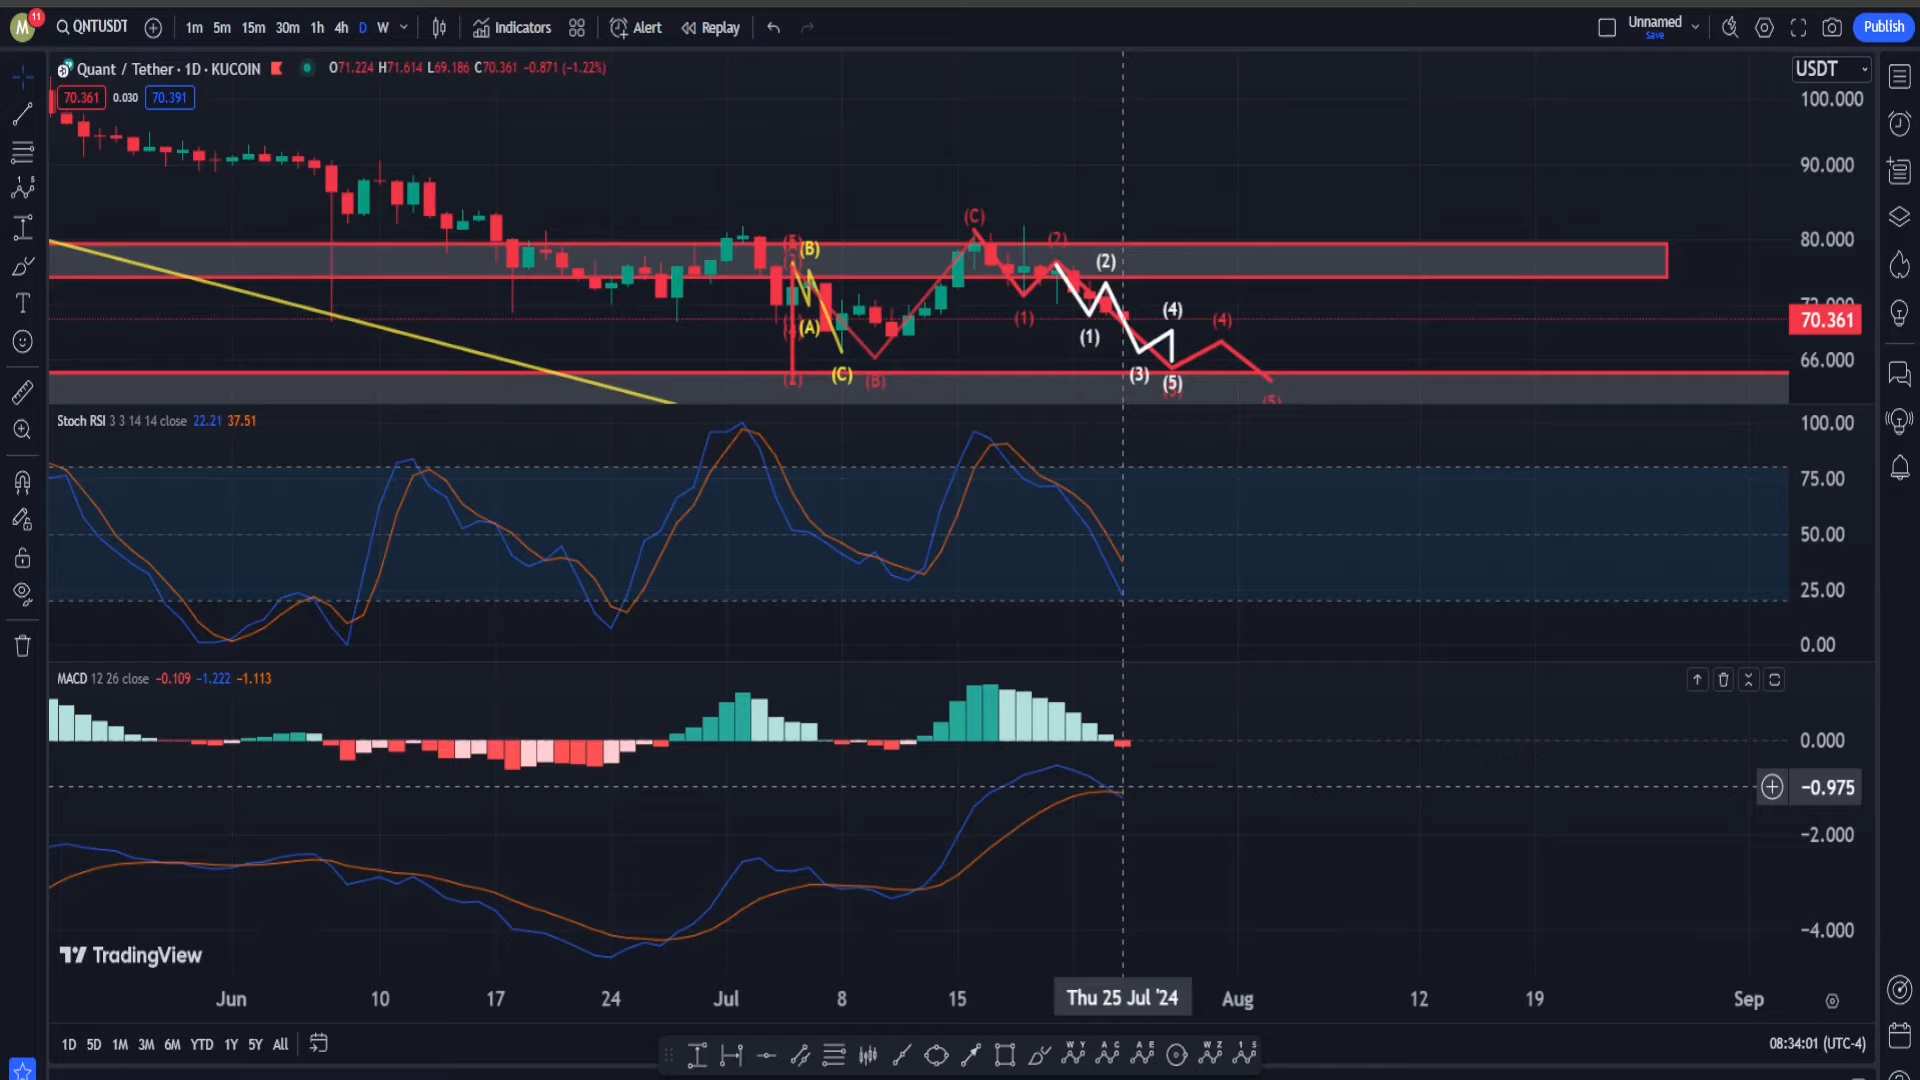 M 11 QNTUSDT 1m 5m 15m 30m 1h 4h D W Indicators Alert Replay Unnamed Save Publish
Quant / Tether · 1D · KUCOIN O71.224 H71.614 L69.186 C70.361 −0.871 (−1.22%) USDT
70.361 0.030 70.391
100.000
90.000
80.000
70.361
66.000
(B)
(A)
(C)
(B)
(C)
(1)
(2)
(1)
(2)
(3)
(4)
(5)
(4)
Stoch RSI 3 3 14 14 close 22.21 37.51
100.00
75.00
50.00
25.00
0.00
MACD 12 26 close −0.109 −1.222 −1.113
0.000
−0.975
−2.000
−4.000
TradingView
Jun 10 17 24 Jul 8 15 Thu 25 Jul '24 Aug 12 19 Sep
1D 5D 1M 3M 6M YTD 1Y 5Y All 08:34:01 (UTC-4)